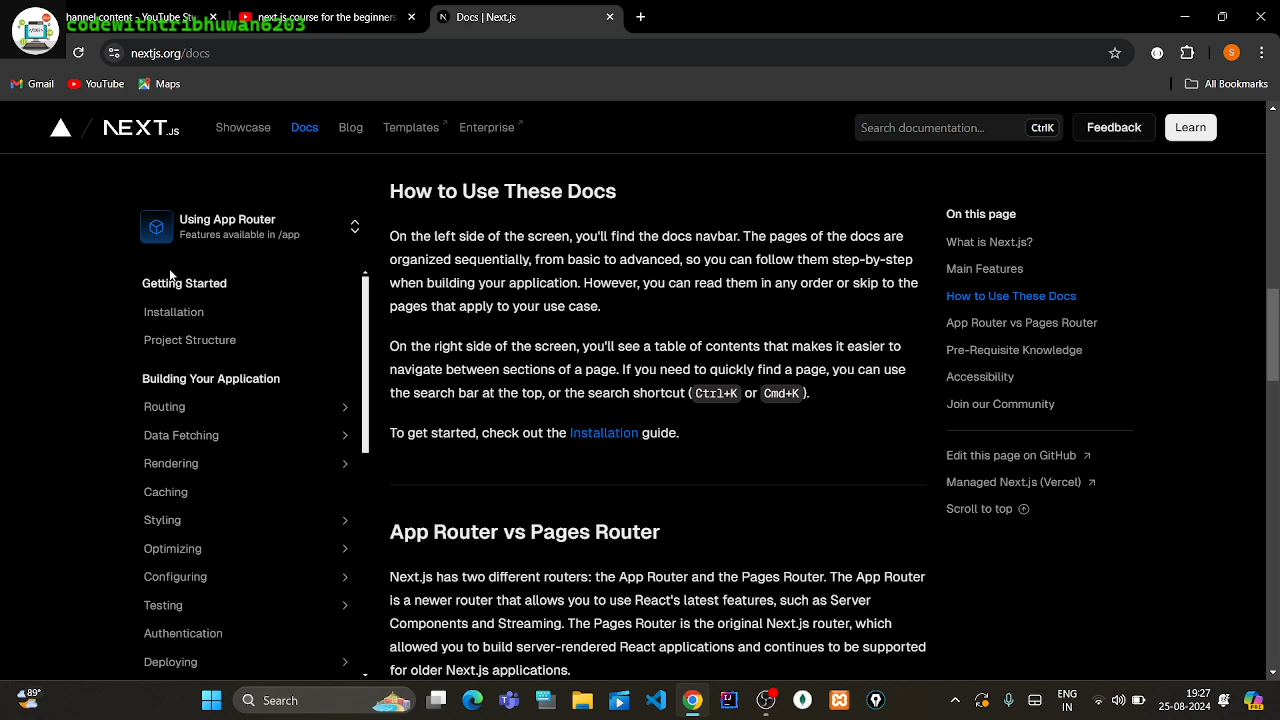 hannel content - YouTube St
next.js course for the beginners
Docs | Next.js
codewithtribhuwan6203
nextjs.org/docs
S
Gmail
YouTube
Maps
All Bookmarks
NEXT.JS
Showcase
Docs
Blog
Templates
Enterprise
Search documentation...
CtrlK
Feedback
Learn
Using App Router
Features available in /app
Getting Started
Installation
Project Structure
Building Your Application
Routing
Data Fetching
Rendering
Caching
Styling
Optimizing
Configuring
Testing
Authentication
Deploying
How to Use These Docs
On the left side of the screen, you'll find the docs navbar. The pages of the docs are
organized sequentially, from basic to advanced, so you can follow them step-by-step
when building your application. However, you can read them in any order or skip to the
pages that apply to your use case.
On the right side of the screen, you'll see a table of contents that makes it easier to
navigate between sections of a page. If you need to quickly find a page, you can use
the search bar at the top, or the search shortcut (Ctrl+K or Cmd+K).
To get started, check out the Installation guide.
App Router vs Pages Router
Next.js has two different routers: the App Router and the Pages Router. The App Router
is a newer router that allows you to use React's latest features, such as Server
Components and Streaming. The Pages Router is the original Next.js router, which
allowed you to build server-rendered React applications and continues to be supported
for older Next.js applications.
On this page
What is Next.js?
Main Features
How to Use These Docs
App Router vs Pages Router
Pre-Requisite Knowledge
Accessibility
Join our Community
Edit this page on GitHub
Managed Next.js (Vercel)
Scroll to top
89°
Search
ENG
IN
19:27
25-08-2024